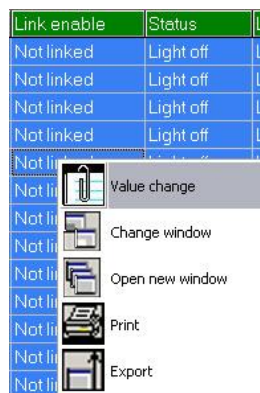 Link enable Status
Not linked Light off
Not linked Light off
Not linked Light off
Not linked Light off
Value change
Change window
Open new window
Print
Export